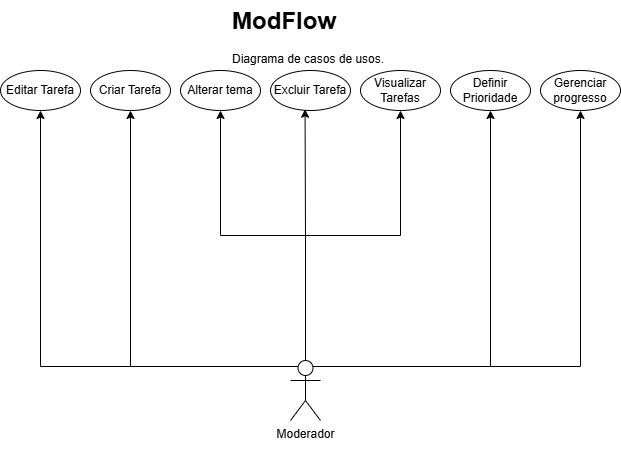 ModFlow
Diagrama de casos de usos.
Editar Tarefa
Criar Tarefa
Alterar tema
Excluir Tarefa
Visualizar
Tarefas
Definir
Prioridade
Gerenciar
progresso
Moderador